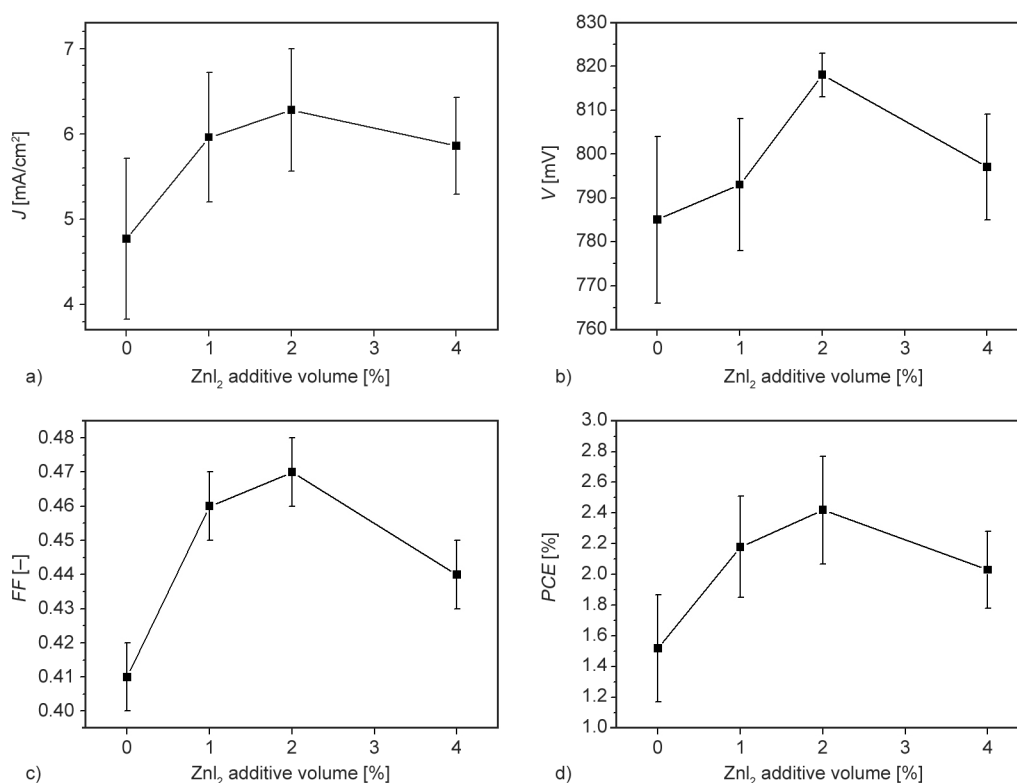 7
6
5
4
J [mA/cm²]
0 1 2 3 4
a) ZnI₂ additive volume [%]
830
820
810
800
790
780
770
760
V [mV]
0 1 2 3 4
b) ZnI₂ additive volume [%]
0.48
0.47
0.46
0.45
0.44
0.43
0.42
0.41
0.40
FF [–]
0 1 2 3 4
c) ZnI₂ additive volume [%]
3.0
2.8
2.6
2.4
2.2
2.0
1.8
1.6
1.4
1.2
1.0
PCE [%]
0 1 2 3 4
d) ZnI₂ additive volume [%]